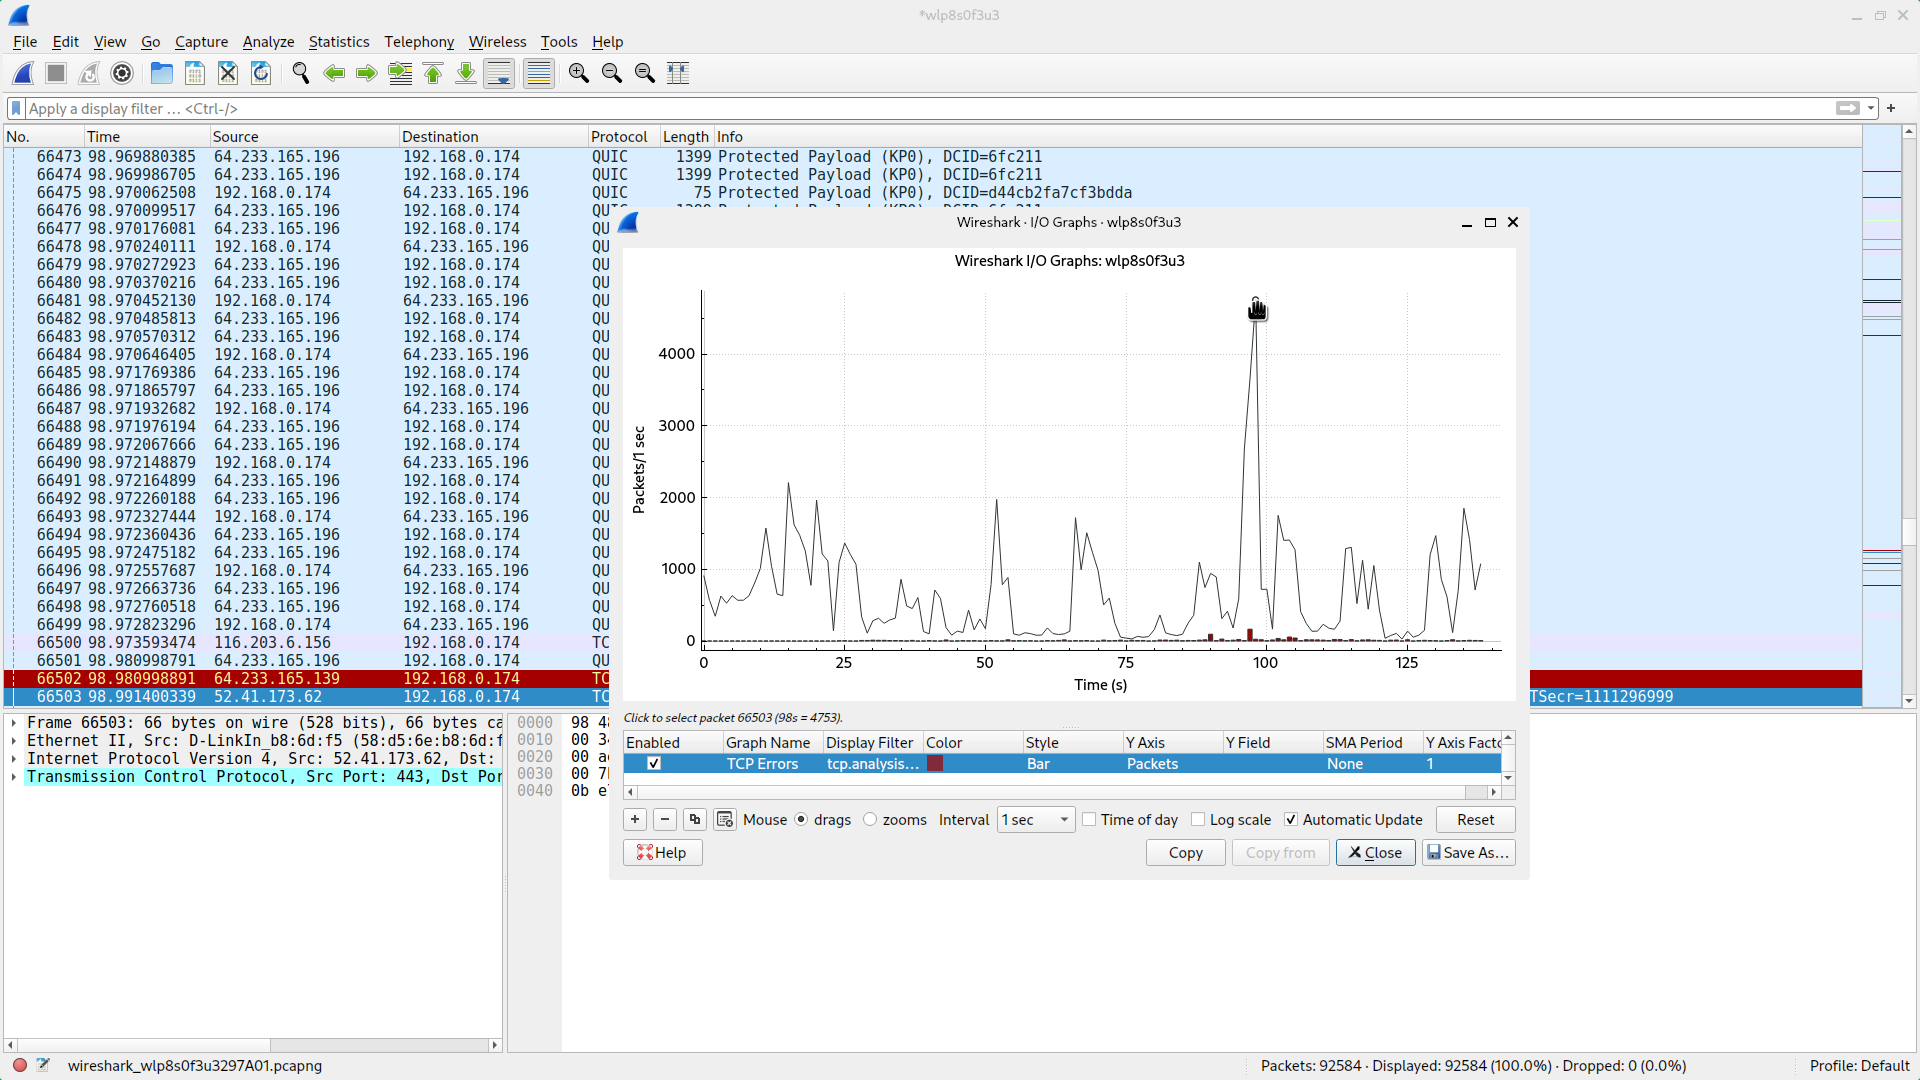 *wlp8s0f3u3
File Edit View Go Capture Analyze Statistics Telephony Wireless Tools Help
Apply a display filter … <Ctrl-/>
No. Time Source Destination Protocol Length Info
66473 98.969880385 64.233.165.196 192.168.0.174 QUIC 1399 Protected Payload (KP0), DCID=6fc211
66474 98.969986705 64.233.165.196 192.168.0.174 QUIC 1399 Protected Payload (KP0), DCID=6fc211
66475 98.970062508 192.168.0.174 64.233.165.196 QUIC 75 Protected Payload (KP0), DCID=d44cb2fa7cf3bdda
66476 98.970099517 64.233.165.196 192.168.0.174
66477 98.970176081 64.233.165.196 192.168.0.174 QU
66478 98.970240111 192.168.0.174 64.233.165.196 QU
66479 98.970272923 64.233.165.196 192.168.0.174 QU
66480 98.970370216 64.233.165.196 192.168.0.174 QU
66481 98.970452130 192.168.0.174 64.233.165.196 QU
66482 98.970485813 64.233.165.196 192.168.0.174 QU
66483 98.970570312 64.233.165.196 192.168.0.174 QU
66484 98.970646405 192.168.0.174 64.233.165.196 QU
66485 98.971769386 64.233.165.196 192.168.0.174 QU
66486 98.971865797 64.233.165.196 192.168.0.174 QU
66487 98.971932682 192.168.0.174 64.233.165.196 QU
66488 98.971976194 64.233.165.196 192.168.0.174 QU
66489 98.972067666 64.233.165.196 192.168.0.174 QU
66490 98.972148879 192.168.0.174 64.233.165.196 QU
66491 98.972164899 64.233.165.196 192.168.0.174 QU
66492 98.972260188 64.233.165.196 192.168.0.174 QU
66493 98.972327444 192.168.0.174 64.233.165.196 QU
66494 98.972360436 64.233.165.196 192.168.0.174 QU
66495 98.972475182 64.233.165.196 192.168.0.174 QU
66496 98.972557687 192.168.0.174 64.233.165.196 QU
66497 98.972663736 64.233.165.196 192.168.0.174 QU
66498 98.972760518 64.233.165.196 192.168.0.174 QU
66499 98.972823296 192.168.0.174 64.233.165.196 QU
66500 98.973593474 116.203.6.156 192.168.0.174 TC
66501 98.980998791 64.233.165.196 192.168.0.174 QU
66502 98.980998891 64.233.165.139 192.168.0.174 TC
66503 98.991400339 52.41.173.62 192.168.0.174 TC TSecr=1111296999
Frame 66503: 66 bytes on wire (528 bits), 66 bytes ca
Ethernet II, Src: D-LinkIn_b8:6d:f5 (58:d5:6e:b8:6d:f
Internet Protocol Version 4, Src: 52.41.173.62, Dst:
Transmission Control Protocol, Src Port: 443, Dst Por
0000 98 48
0010 00 34
0020 00 a
0030 00 7
0040 0b e
Wireshark · I/O Graphs · wlp8s0f3u3
Wireshark I/O Graphs: wlp8s0f3u3
Packets/1 sec
4000
3000
2000
1000
0
0 25 50 75 100 125
Time (s)
Click to select packet 66503 (98s = 4753).
Enabled Graph Name Display Filter Color Style Y Axis Y Field SMA Period Y Axis Facto
TCP Errors tcp.analysis… Bar Packets None 1
+ − Mouse drags zooms Interval 1 sec Time of day Log scale Automatic Update Reset
Help Copy Copy from Close Save As…
wireshark_wlp8s0f3u3297A01.pcapng Packets: 92584 · Displayed: 92584 (100.0%) · Dropped: 0 (0.0%) Profile: Default